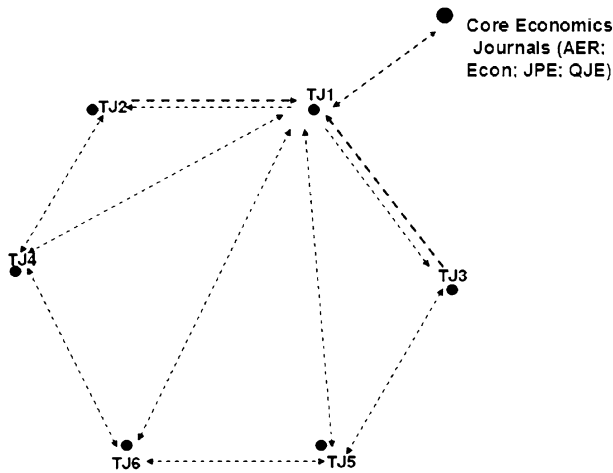 Core Economics
Journals (AER;
Econ; JPE; QJE)
TJ1
TJ2
TJ4
TJ3
TJ6
TJ5